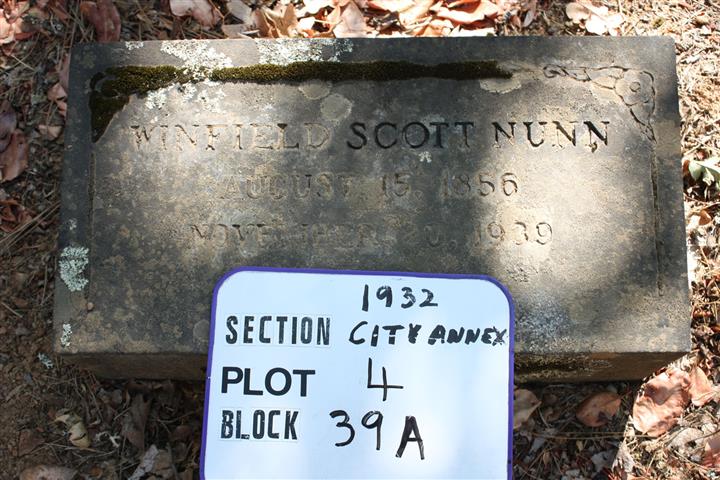 WINFIELD SCOTT NUNN
AUGUST 15, 1856
NOVEMBER 20, 1939
1932
SECTION CITY ANNEX
PLOT 4
BLOCK 39A